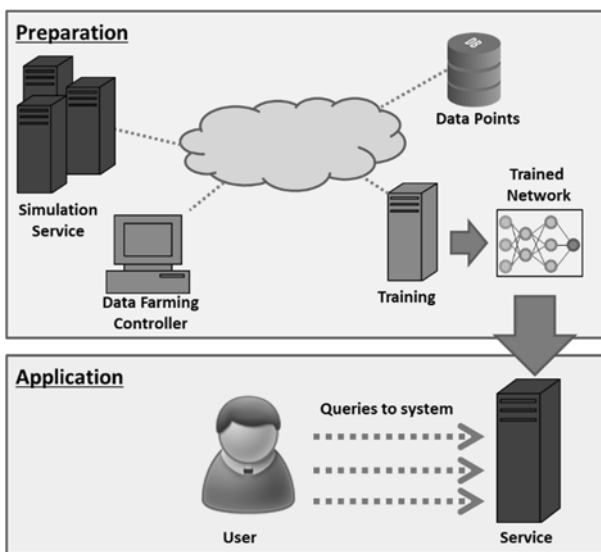 Preparation
DB
Data Points
Simulation
Service
Data Farming
Controller
Training
Trained
Network
Application
Queries to system
User
Service